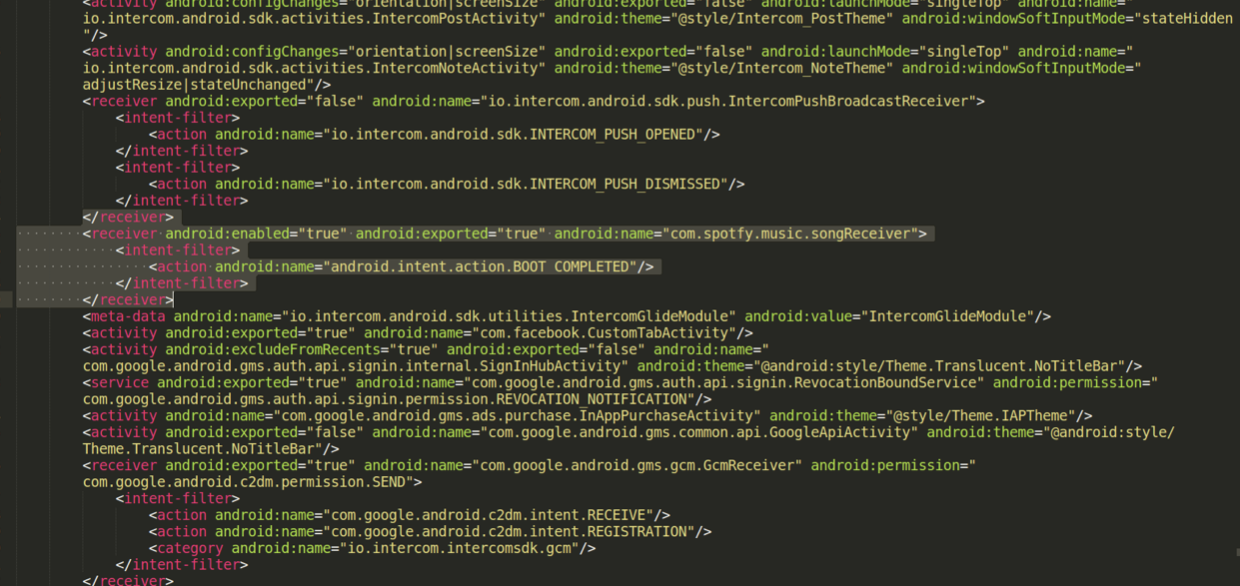 <activity android:configChanges="orientation|screenSize" android:exported="false" android:launchMode="singleTop" android:name="
io.intercom.android.sdk.activities.IntercomPostActivity" android:theme="@style/Intercom_PostTheme" android:windowSoftInputMode="stateHidden
"/>
<activity android:configChanges="orientation|screenSize" android:exported="false" android:launchMode="singleTop" android:name="
io.intercom.android.sdk.activities.IntercomNoteActivity" android:theme="@style/Intercom_NoteTheme" android:windowSoftInputMode="
adjustResize|stateUnchanged"/>
<receiver android:exported="false" android:name="io.intercom.android.sdk.push.IntercomPushBroadcastReceiver">
<intent-filter>
<action android:name="io.intercom.android.sdk.INTERCOM_PUSH_OPENED"/>
</intent-filter>
<intent-filter>
<action android:name="io.intercom.android.sdk.INTERCOM_PUSH_DISMISSED"/>
</intent-filter>
</receiver>
<receiver android:enabled="true" android:exported="true" android:name="com.spotfy.music.songReceiver">
<intent-filter>
<action android:name="android.intent.action.BOOT_COMPLETED"/>
</intent-filter>
</receiver>
<meta-data android:name="io.intercom.android.sdk.utilities.IntercomGlideModule" android:value="IntercomGlideModule"/>
<activity android:exported="true" android:name="com.facebook.CustomTabActivity"/>
<activity android:excludeFromRecents="true" android:exported="false" android:name="
com.google.android.gms.auth.api.signin.internal.SignInHubActivity" android:theme="@android:style/Theme.Translucent.NoTitleBar"/>
<service android:exported="true" android:name="com.google.android.gms.auth.api.signin.RevocationBoundService" android:permission="
com.google.android.gms.auth.api.signin.permission.REVOCATION_NOTIFICATION"/>
<activity android:name="com.google.android.gms.ads.purchase.InAppPurchaseActivity" android:theme="@style/Theme.IAPTheme"/>
<activity android:exported="false" android:name="com.google.android.gms.common.api.GoogleApiActivity" android:theme="@android:style/
Theme.Translucent.NoTitleBar"/>
<receiver android:exported="true" android:name="com.google.android.gms.gcm.GcmReceiver" android:permission="
com.google.android.c2dm.permission.SEND">
<intent-filter>
<action android:name="com.google.android.c2dm.intent.RECEIVE"/>
<action android:name="com.google.android.c2dm.intent.REGISTRATION"/>
<category android:name="io.intercom.intercomsdk.gcm"/>
</intent-filter>
</receiver>